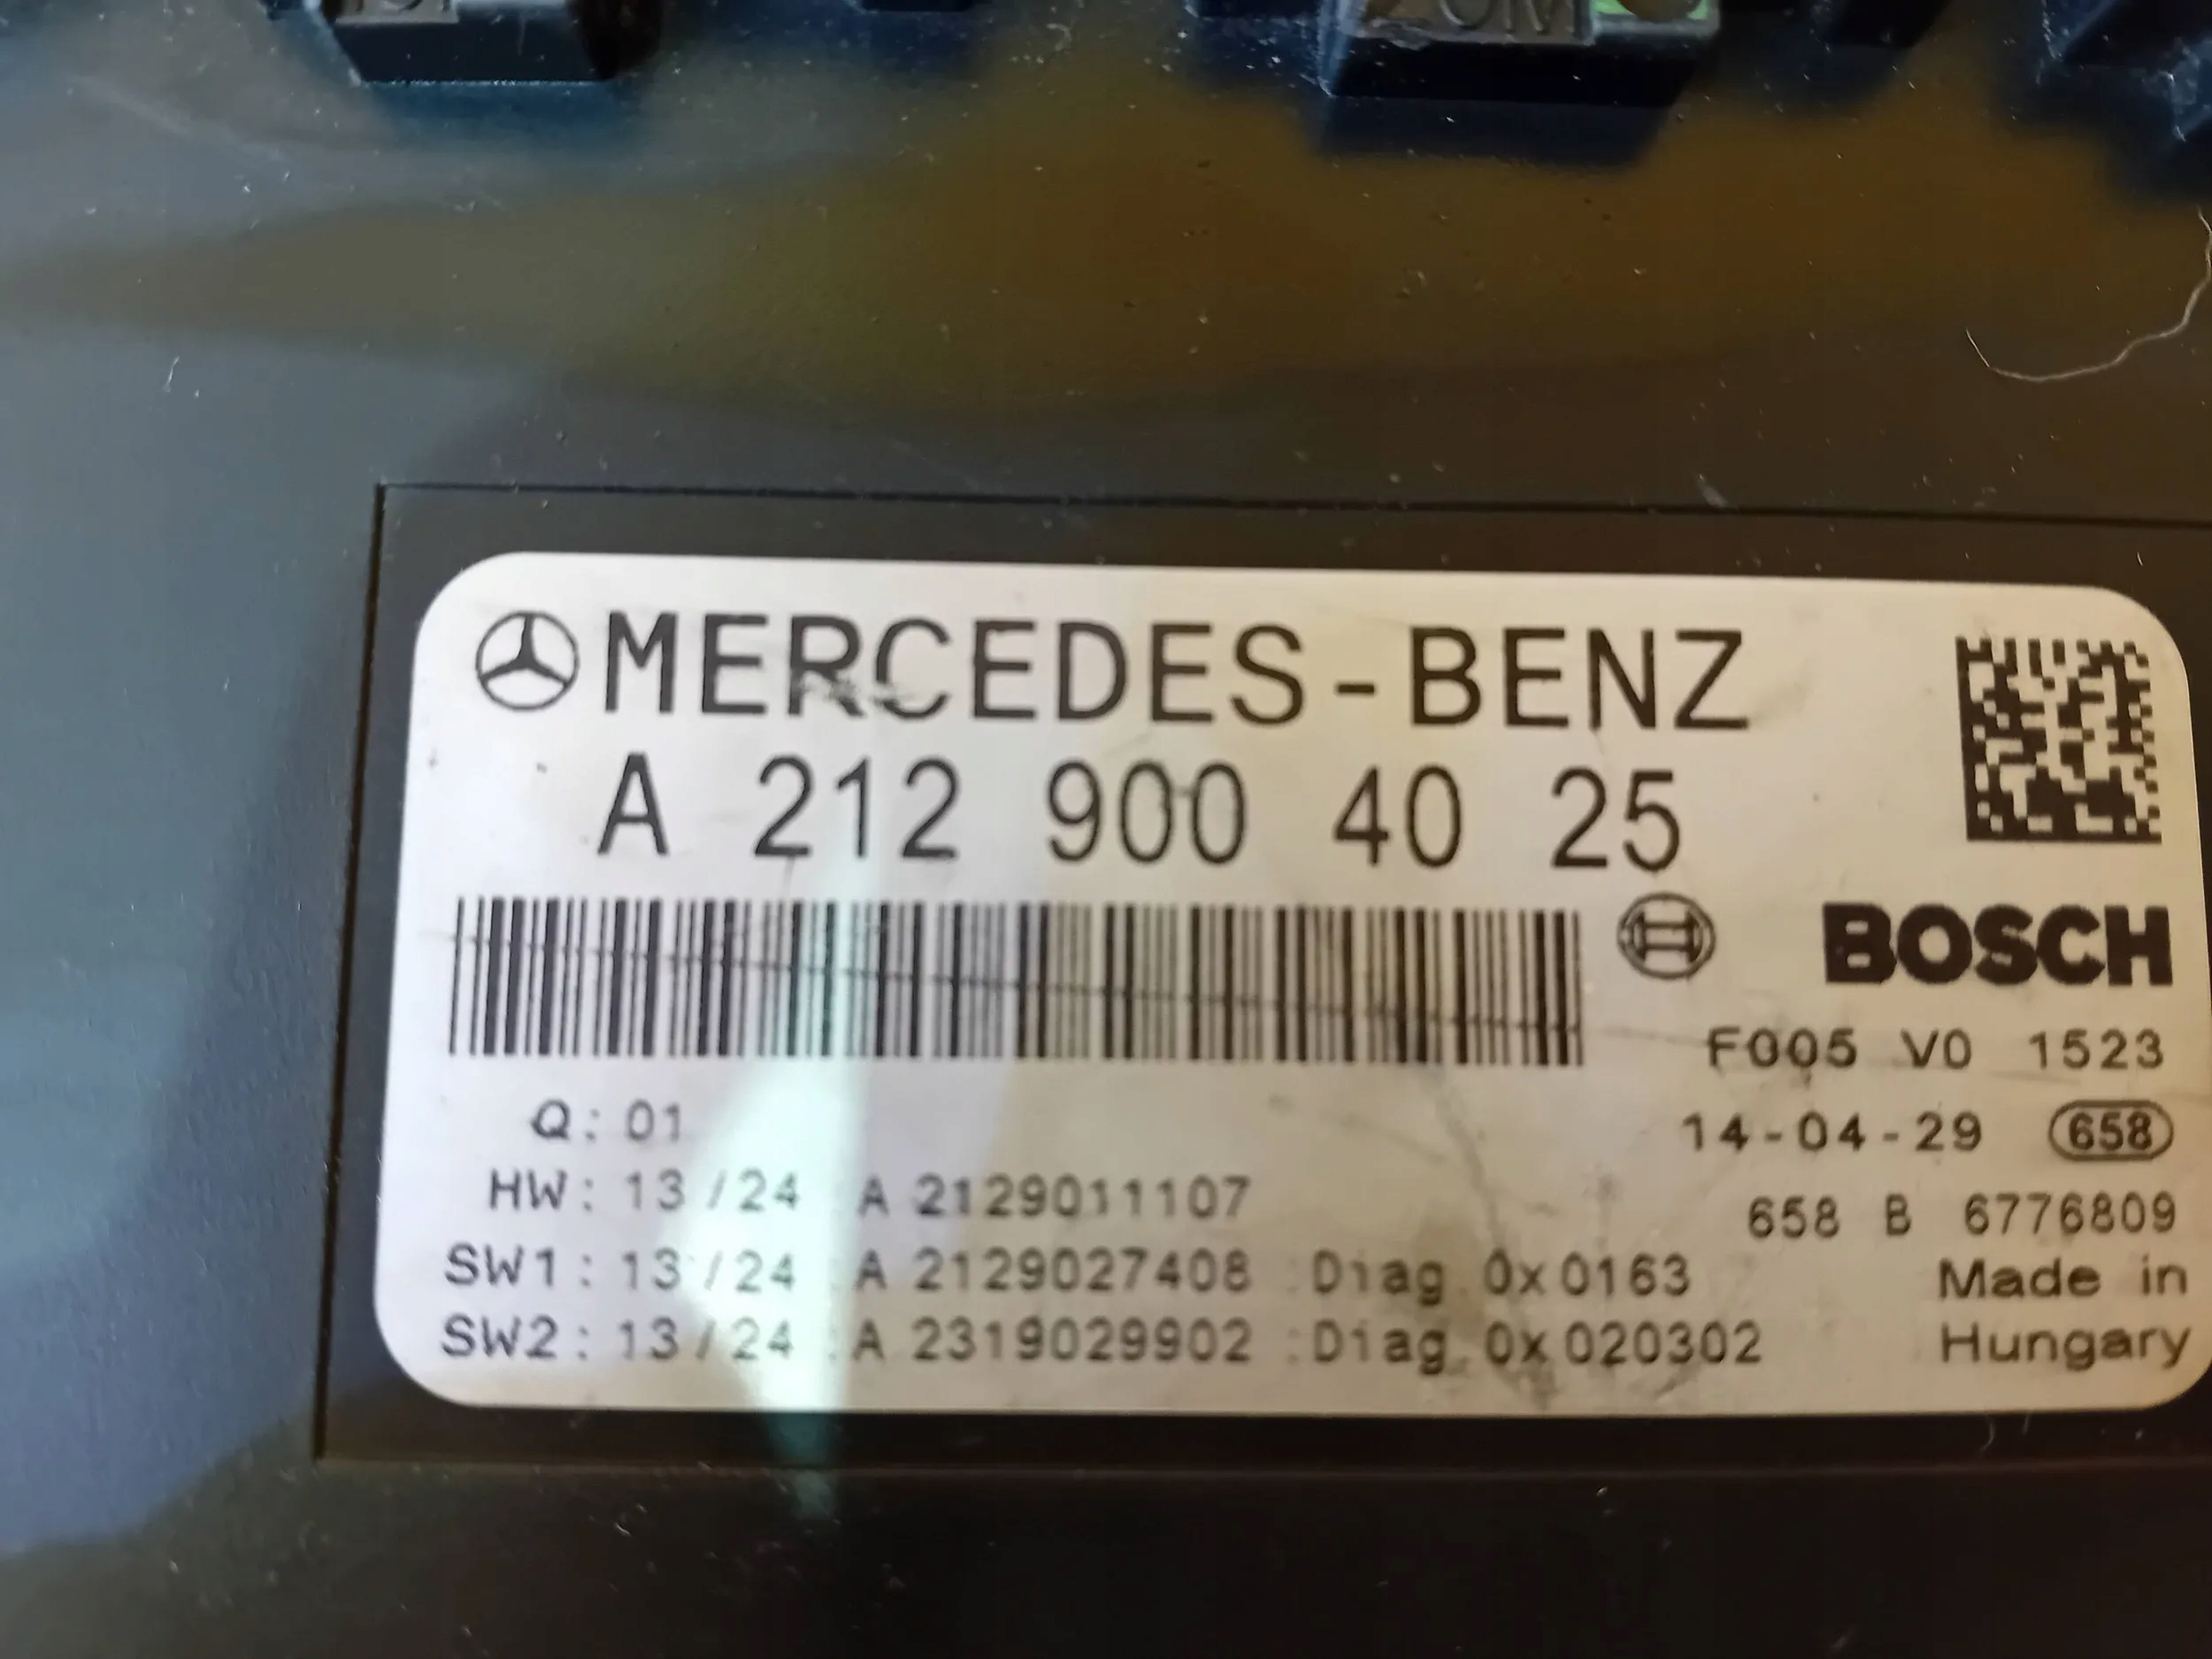 MERCEDES-BENZ
A 212 900 40 25
BOSCH
F005 V0 1523
Q: 01
14-04-29 658
HW: 13/24 A 2129011107
658 B 6776809
SW1: 13/24 A 2129027408 :Diag 0x0163
Made in
SW2: 13/24 A 2319029902 :Diag 0x020302
Hungary